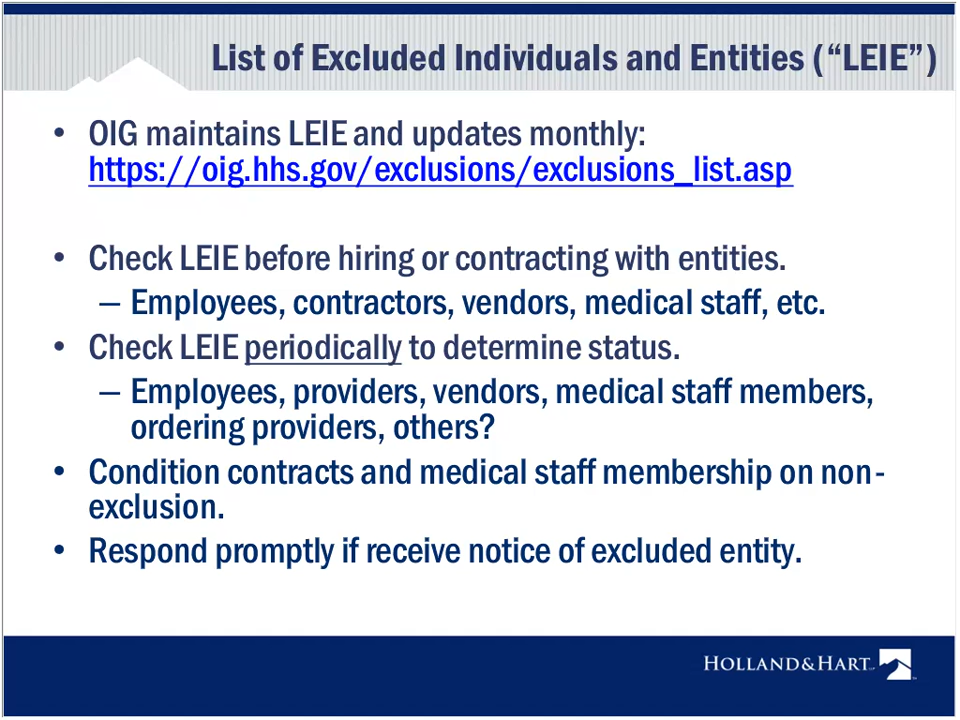 List of Excluded Individuals and Entities (“LEIE”)
• OIG maintains LEIE and updates monthly:
https://oig.hhs.gov/exclusions/exclusions_list.asp
• Check LEIE before hiring or contracting with entities.
– Employees, contractors, vendors, medical staff, etc.
• Check LEIE periodically to determine status.
– Employees, providers, vendors, medical staff members,
ordering providers, others?
• Condition contracts and medical staff membership on non-
exclusion.
• Respond promptly if receive notice of excluded entity.
HOLLAND&HART